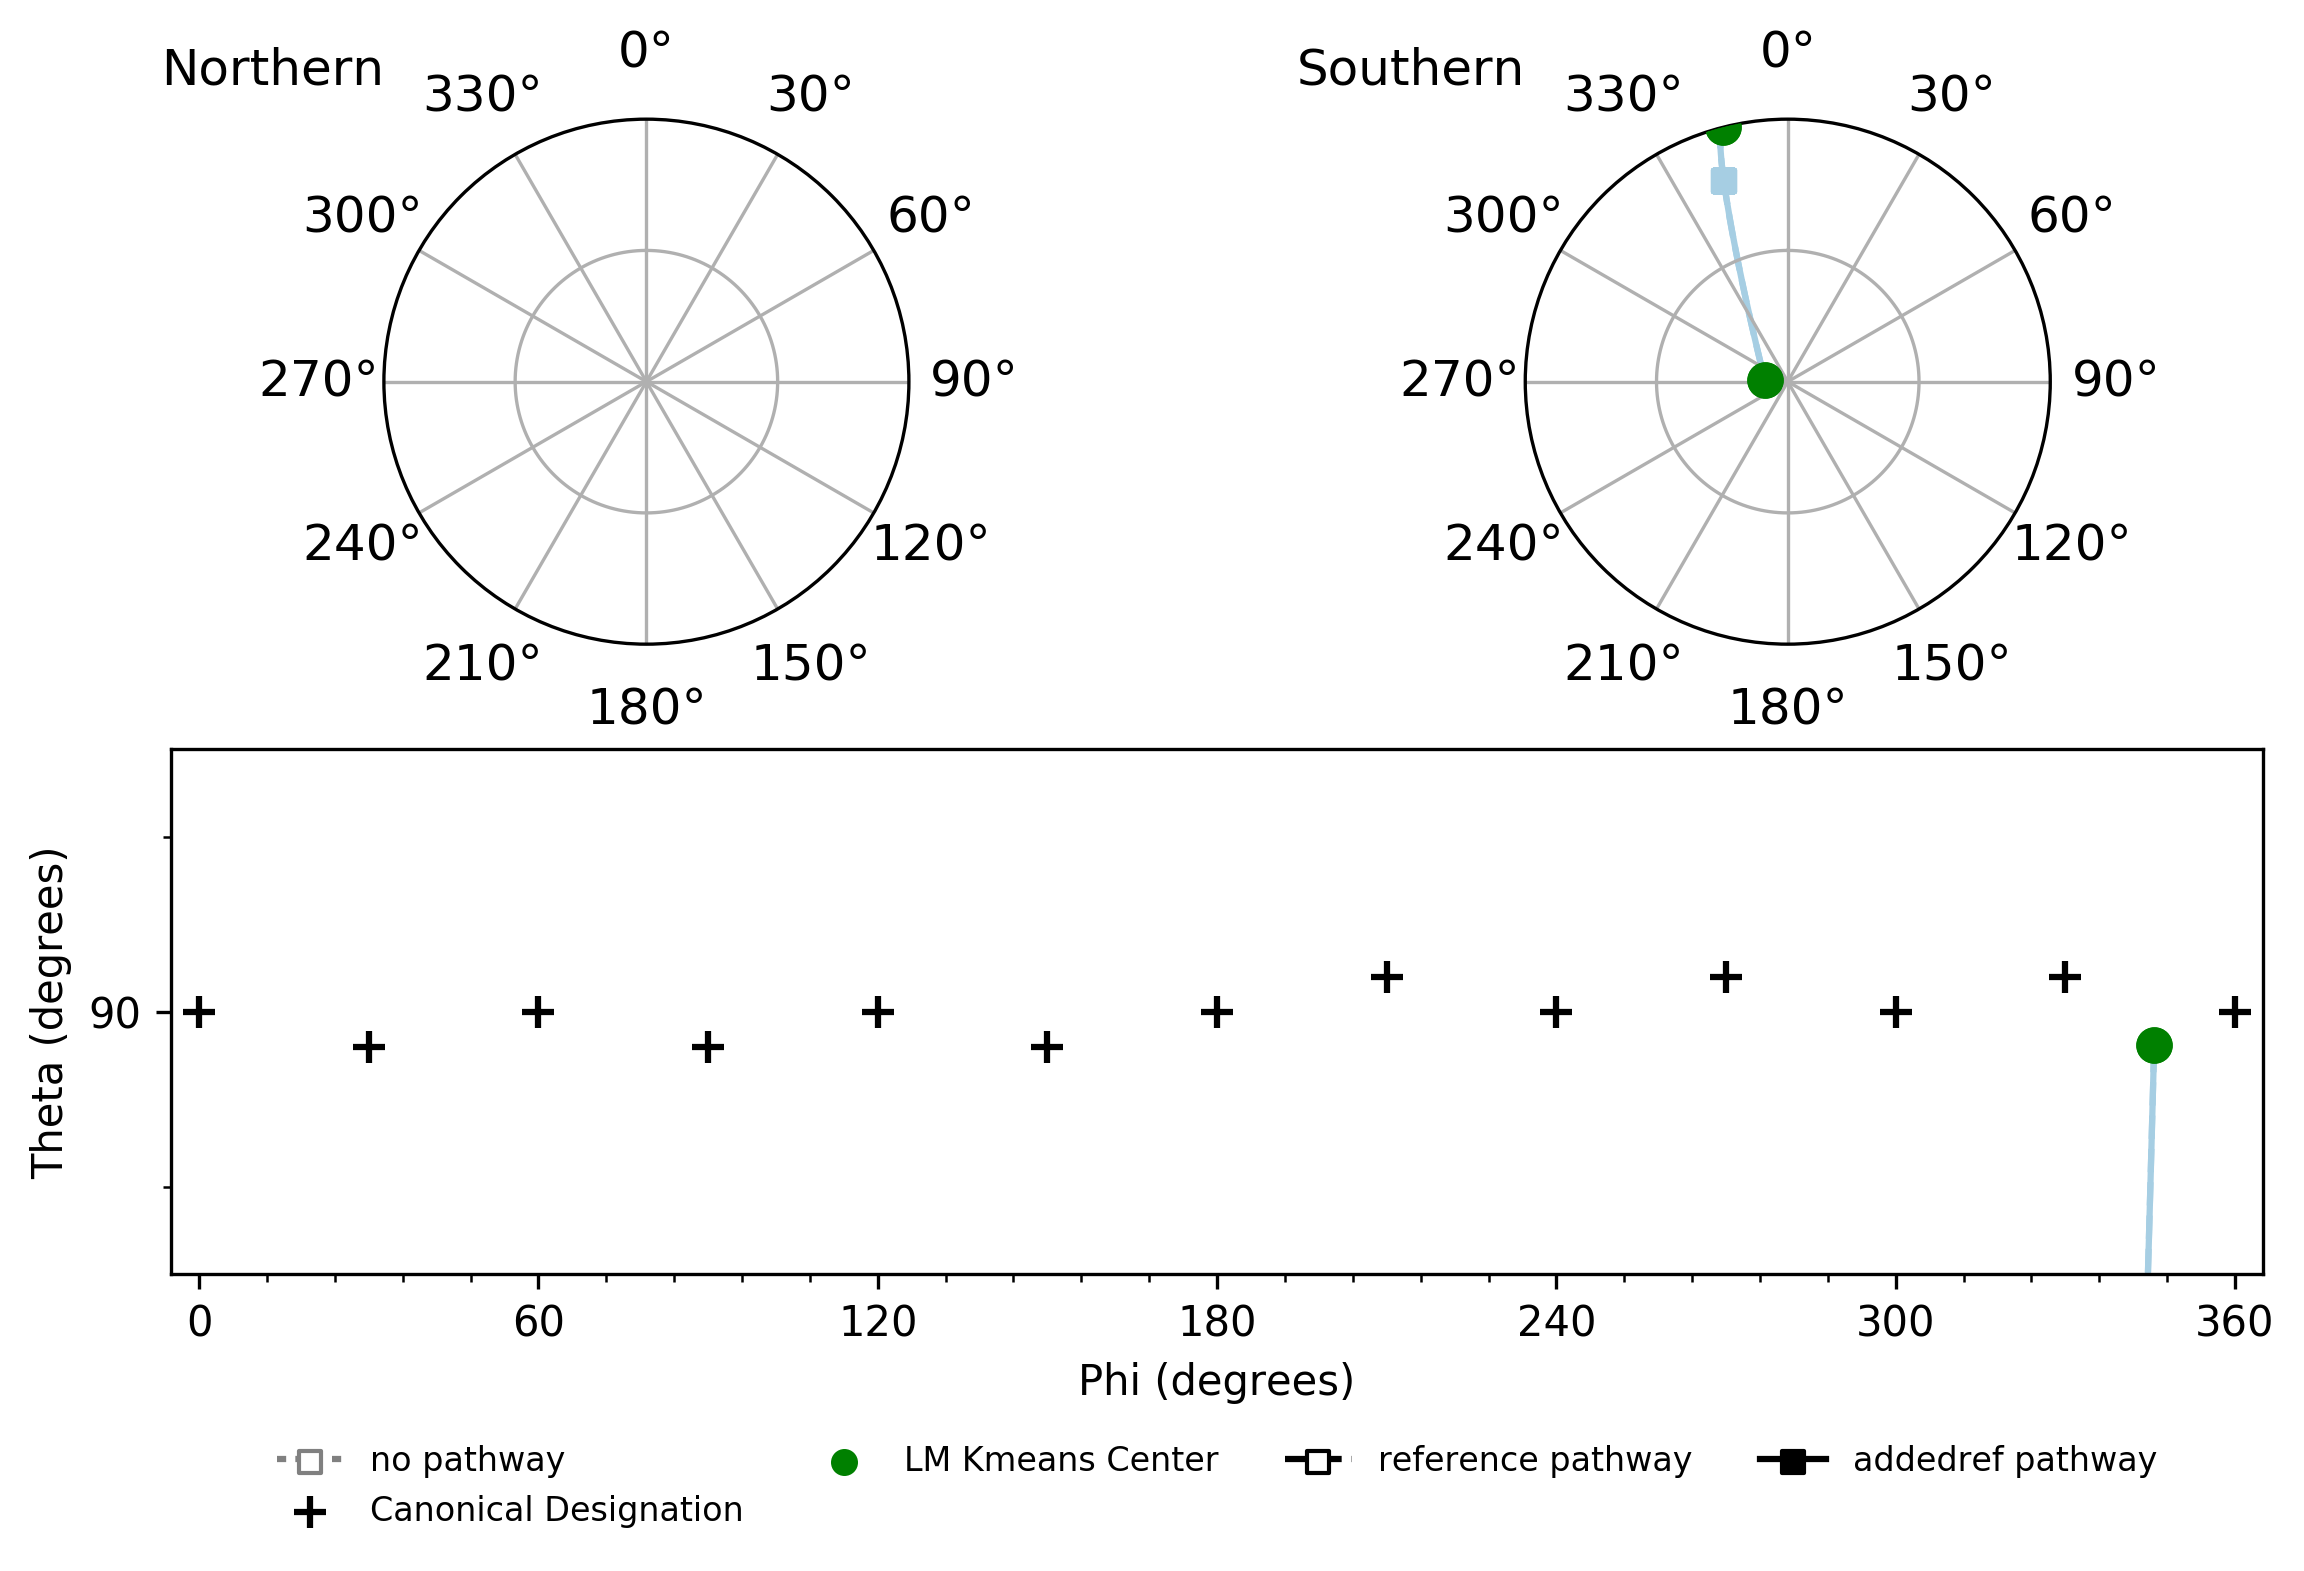 Northern
0°
30°
60°
90°
120°
150°
180°
210°
240°
270°
300°
330°
Southern
0°
30°
60°
90°
120°
150°
180°
210°
240°
270°
300°
330°
Theta (degrees)
90
0 60 120 180 240 300 360
Phi (degrees)
no pathway
Canonical Designation
LM Kmeans Center
reference pathway
addedref pathway